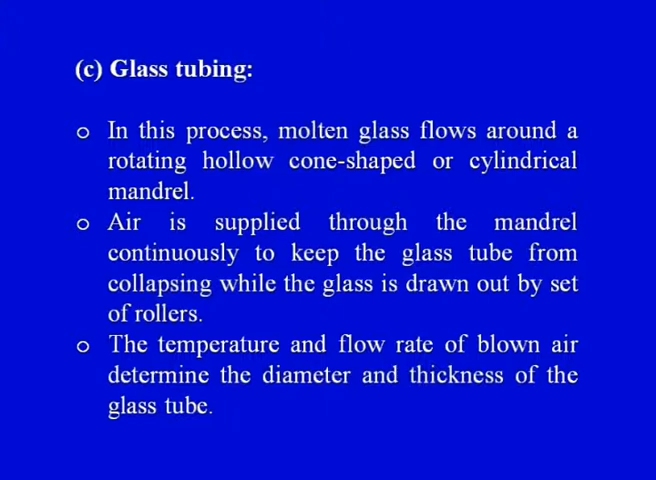 (c) Glass tubing:
o In this process, molten glass flows around a
rotating hollow cone-shaped or cylindrical
mandrel.
o Air is supplied through the mandrel
continuously to keep the glass tube from
collapsing while the glass is drawn out by set
of rollers.
o The temperature and flow rate of blown air
determine the diameter and thickness of the
glass tube.